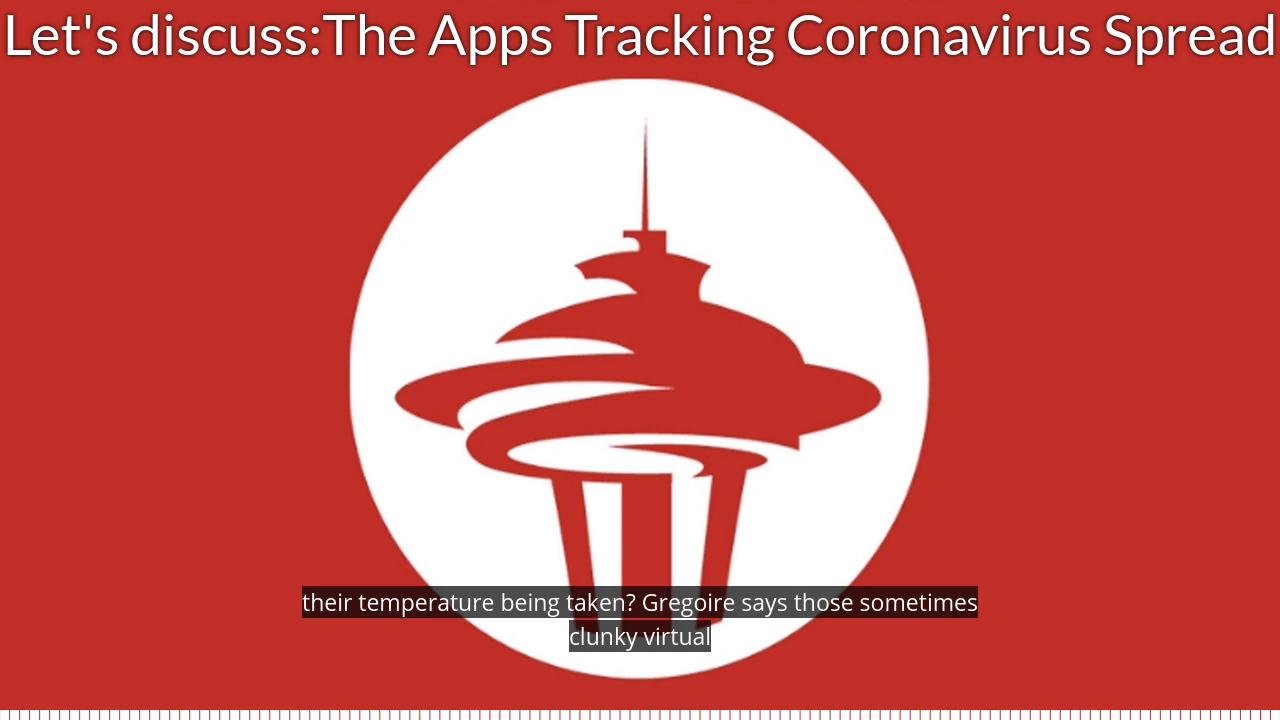 Let's discuss:The Apps Tracking Coronavirus Spread
their temperature being taken? Gregoire says those sometimes
clunky virtual